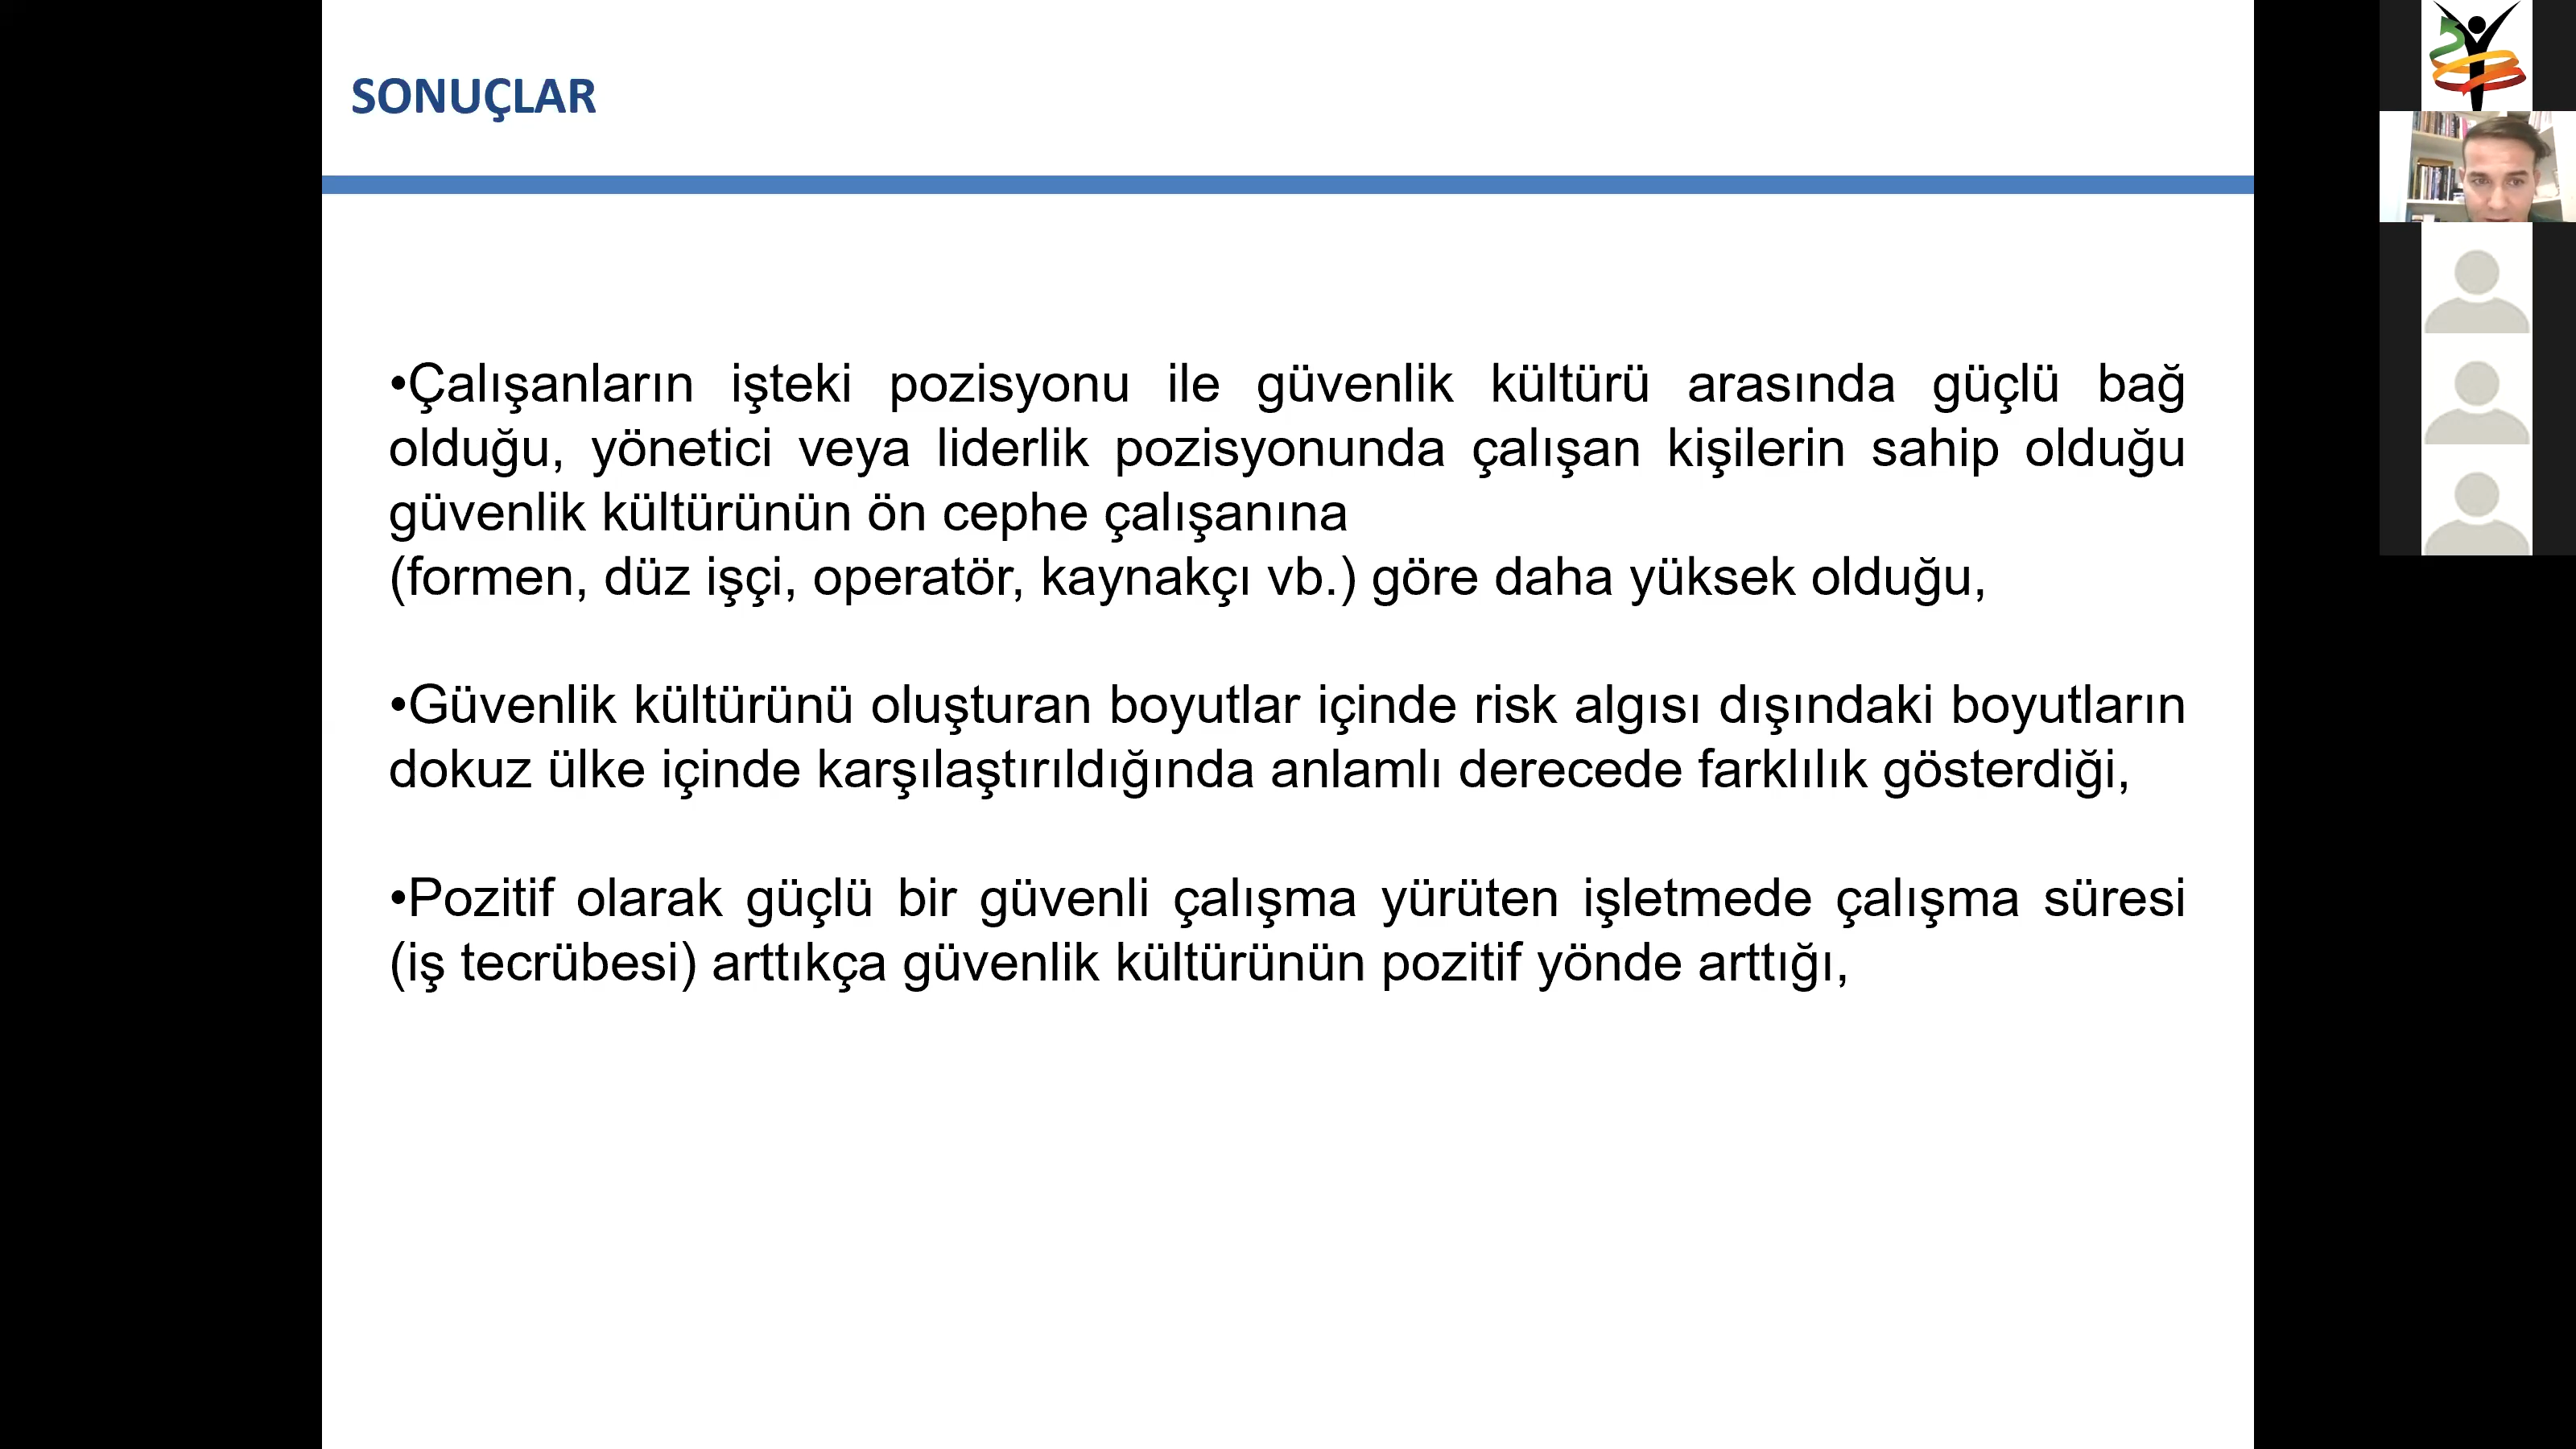 SONUÇLAR
•Çalışanların işteki pozisyonu ile güvenlik kültürü arasında güçlü bağ
olduğu, yönetici veya liderlik pozisyonunda çalışan kişilerin sahip olduğu
güvenlik kültürünün ön cephe çalışanına
(formen, düz işçi, operatör, kaynakçı vb.) göre daha yüksek olduğu,
•Güvenlik kültürünü oluşturan boyutlar içinde risk algısı dışındaki boyutların
dokuz ülke içinde karşılaştırıldığında anlamlı derecede farklılık gösterdiği,
•Pozitif olarak güçlü bir güvenli çalışma yürüten işletmede çalışma süresi
(iş tecrübesi) arttıkça güvenlik kültürünün pozitif yönde arttığı,